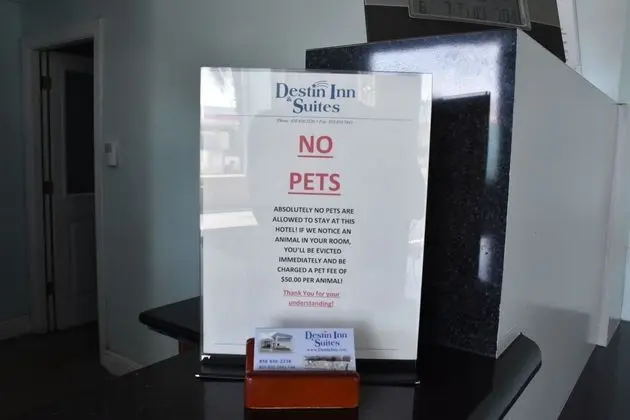 Destin Inn
& Suites
NO
PETS
ABSOLUTELY NO PETS ARE
ALLOWED TO STAY AT THIS
HOTEL! IF WE NOTICE AN
ANIMAL IN YOUR ROOM,
YOU'LL BE EVICTED
IMMEDIATELY AND BE
CHARGED A PET FEE OF
$50.00 PER ANIMAL!
Thank You for your
understanding!
Destin Inn
& Suites